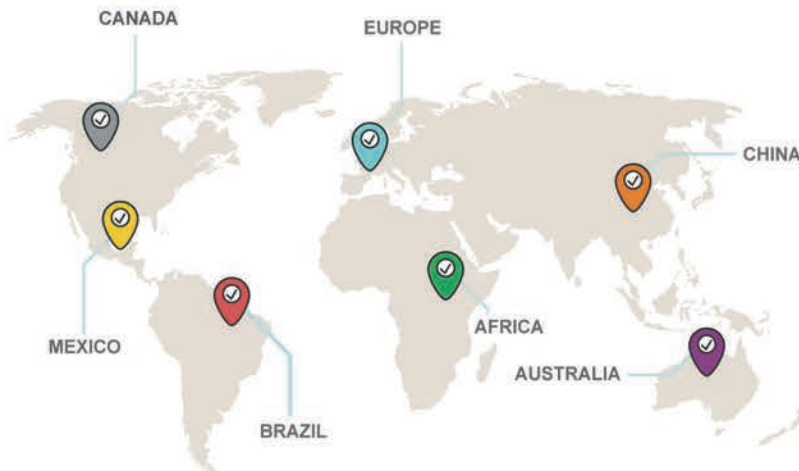 CANADA
EUROPE
CHINA
AFRICA
MEXICO
AUSTRALIA
BRAZIL